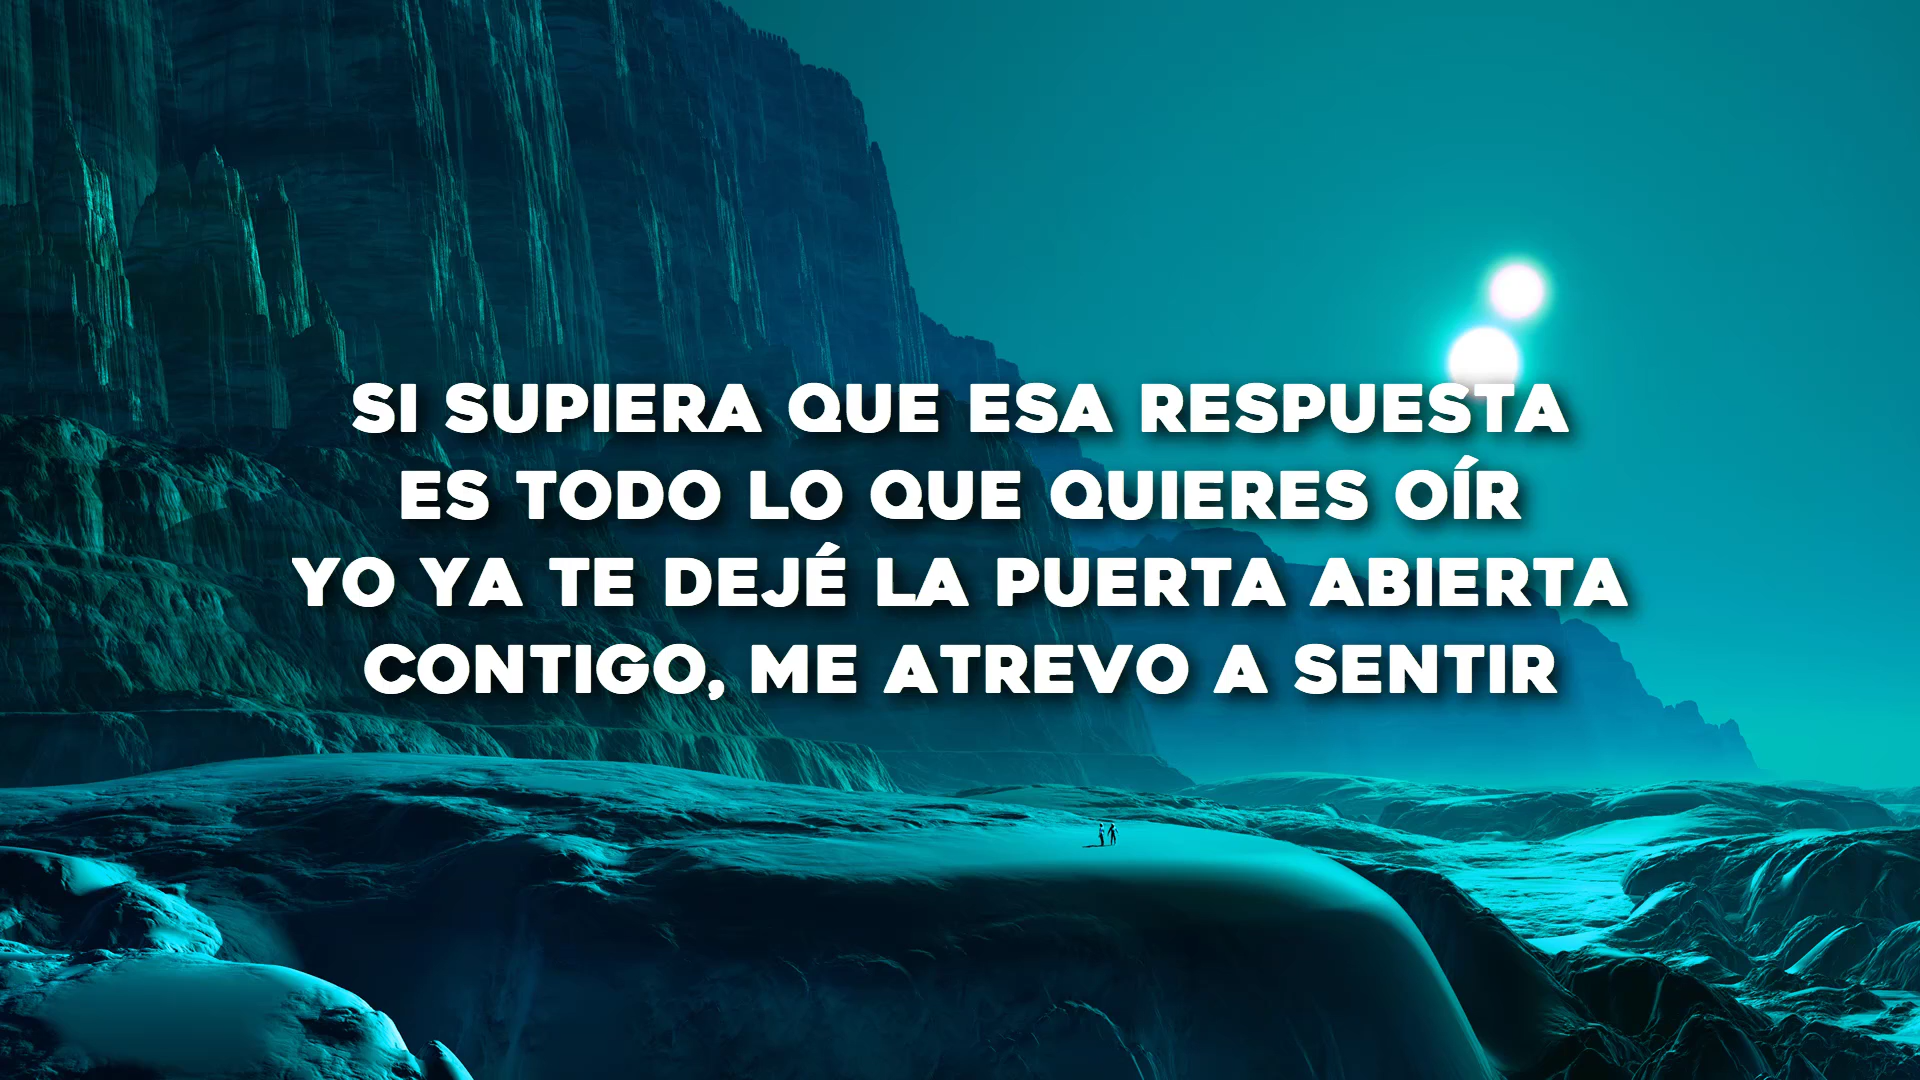 SI SUPIERA QUE ESA RESPUESTA
ES TODO LO QUE QUIERES OÍR
YO YA TE DEJÉ LA PUERTA ABIERTA
CONTIGO, ME ATREVO A SENTIR